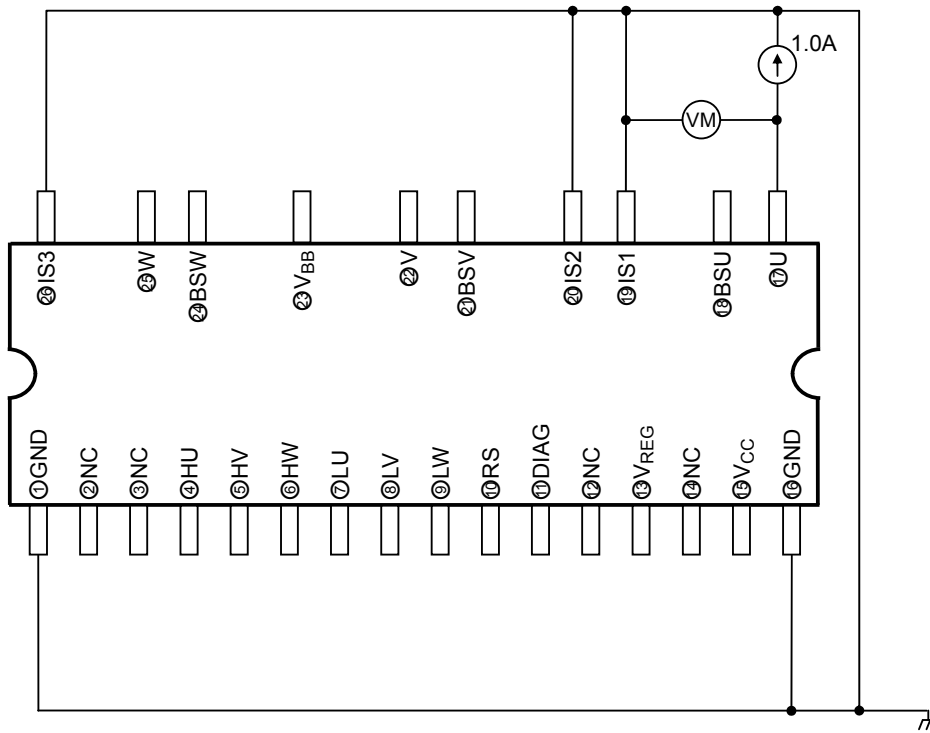 1.0A
VM
㉖IS3
㉕W
㉔BSW
㉓VBB
㉒V
㉑BSV
⑳IS2
⑲IS1
⑱BSU
⑰U
①GND
②NC
③NC
④HU
⑤HV
⑥HW
⑦LU
⑧LV
⑨LW
⑩RS
⑪DIAG
⑫NC
⑬VREG
⑭NC
⑮VCC
⑯GND